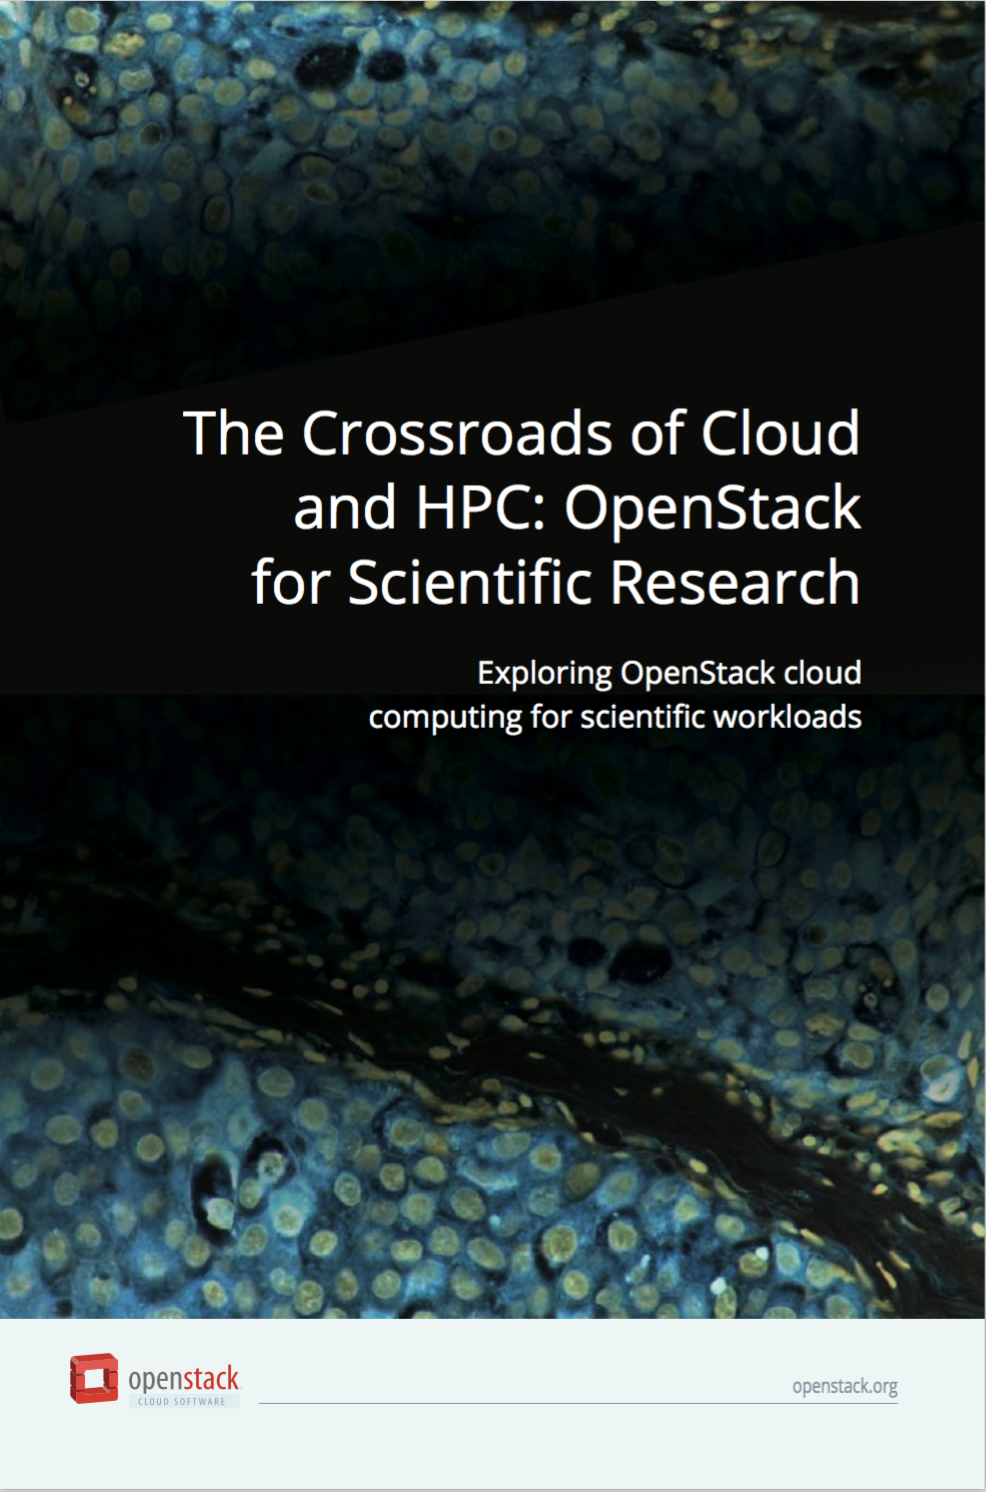 The Crossroads of Cloud
and HPC: OpenStack
for Scientific Research
Exploring OpenStack cloud
computing for scientific workloads
openstack
CLOUD SOFTWARE
openstack.org